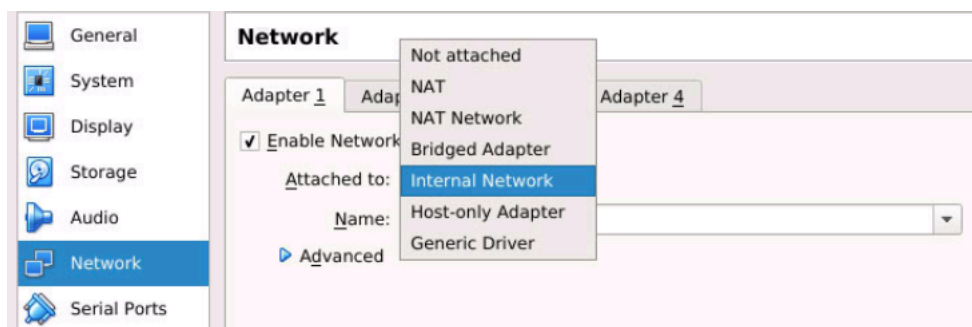 General
System
Display
Storage
Audio
Network
Serial Ports
Network
Adapter 1
Adapter 4
Enable Network
Attached to:
Name:
Advanced
Not attached
NAT
NAT Network
Bridged Adapter
Internal Network
Host-only Adapter
Generic Driver